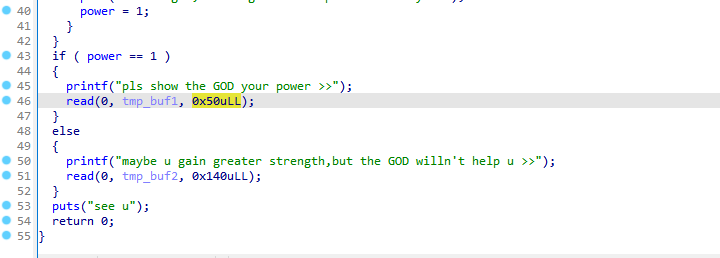 40 power = 1;
41 }
42 }
43 if ( power == 1 )
44 {
45 printf("pls show the GOD your power >>");
46 read(0, tmp_buf1, 0x50uLL);
47 }
48 else
49 {
50 printf("maybe u gain greater strength,but the GOD willn't help u >>");
51 read(0, tmp_buf2, 0x140uLL);
52 }
53 puts("see u");
54 return 0;
55 }